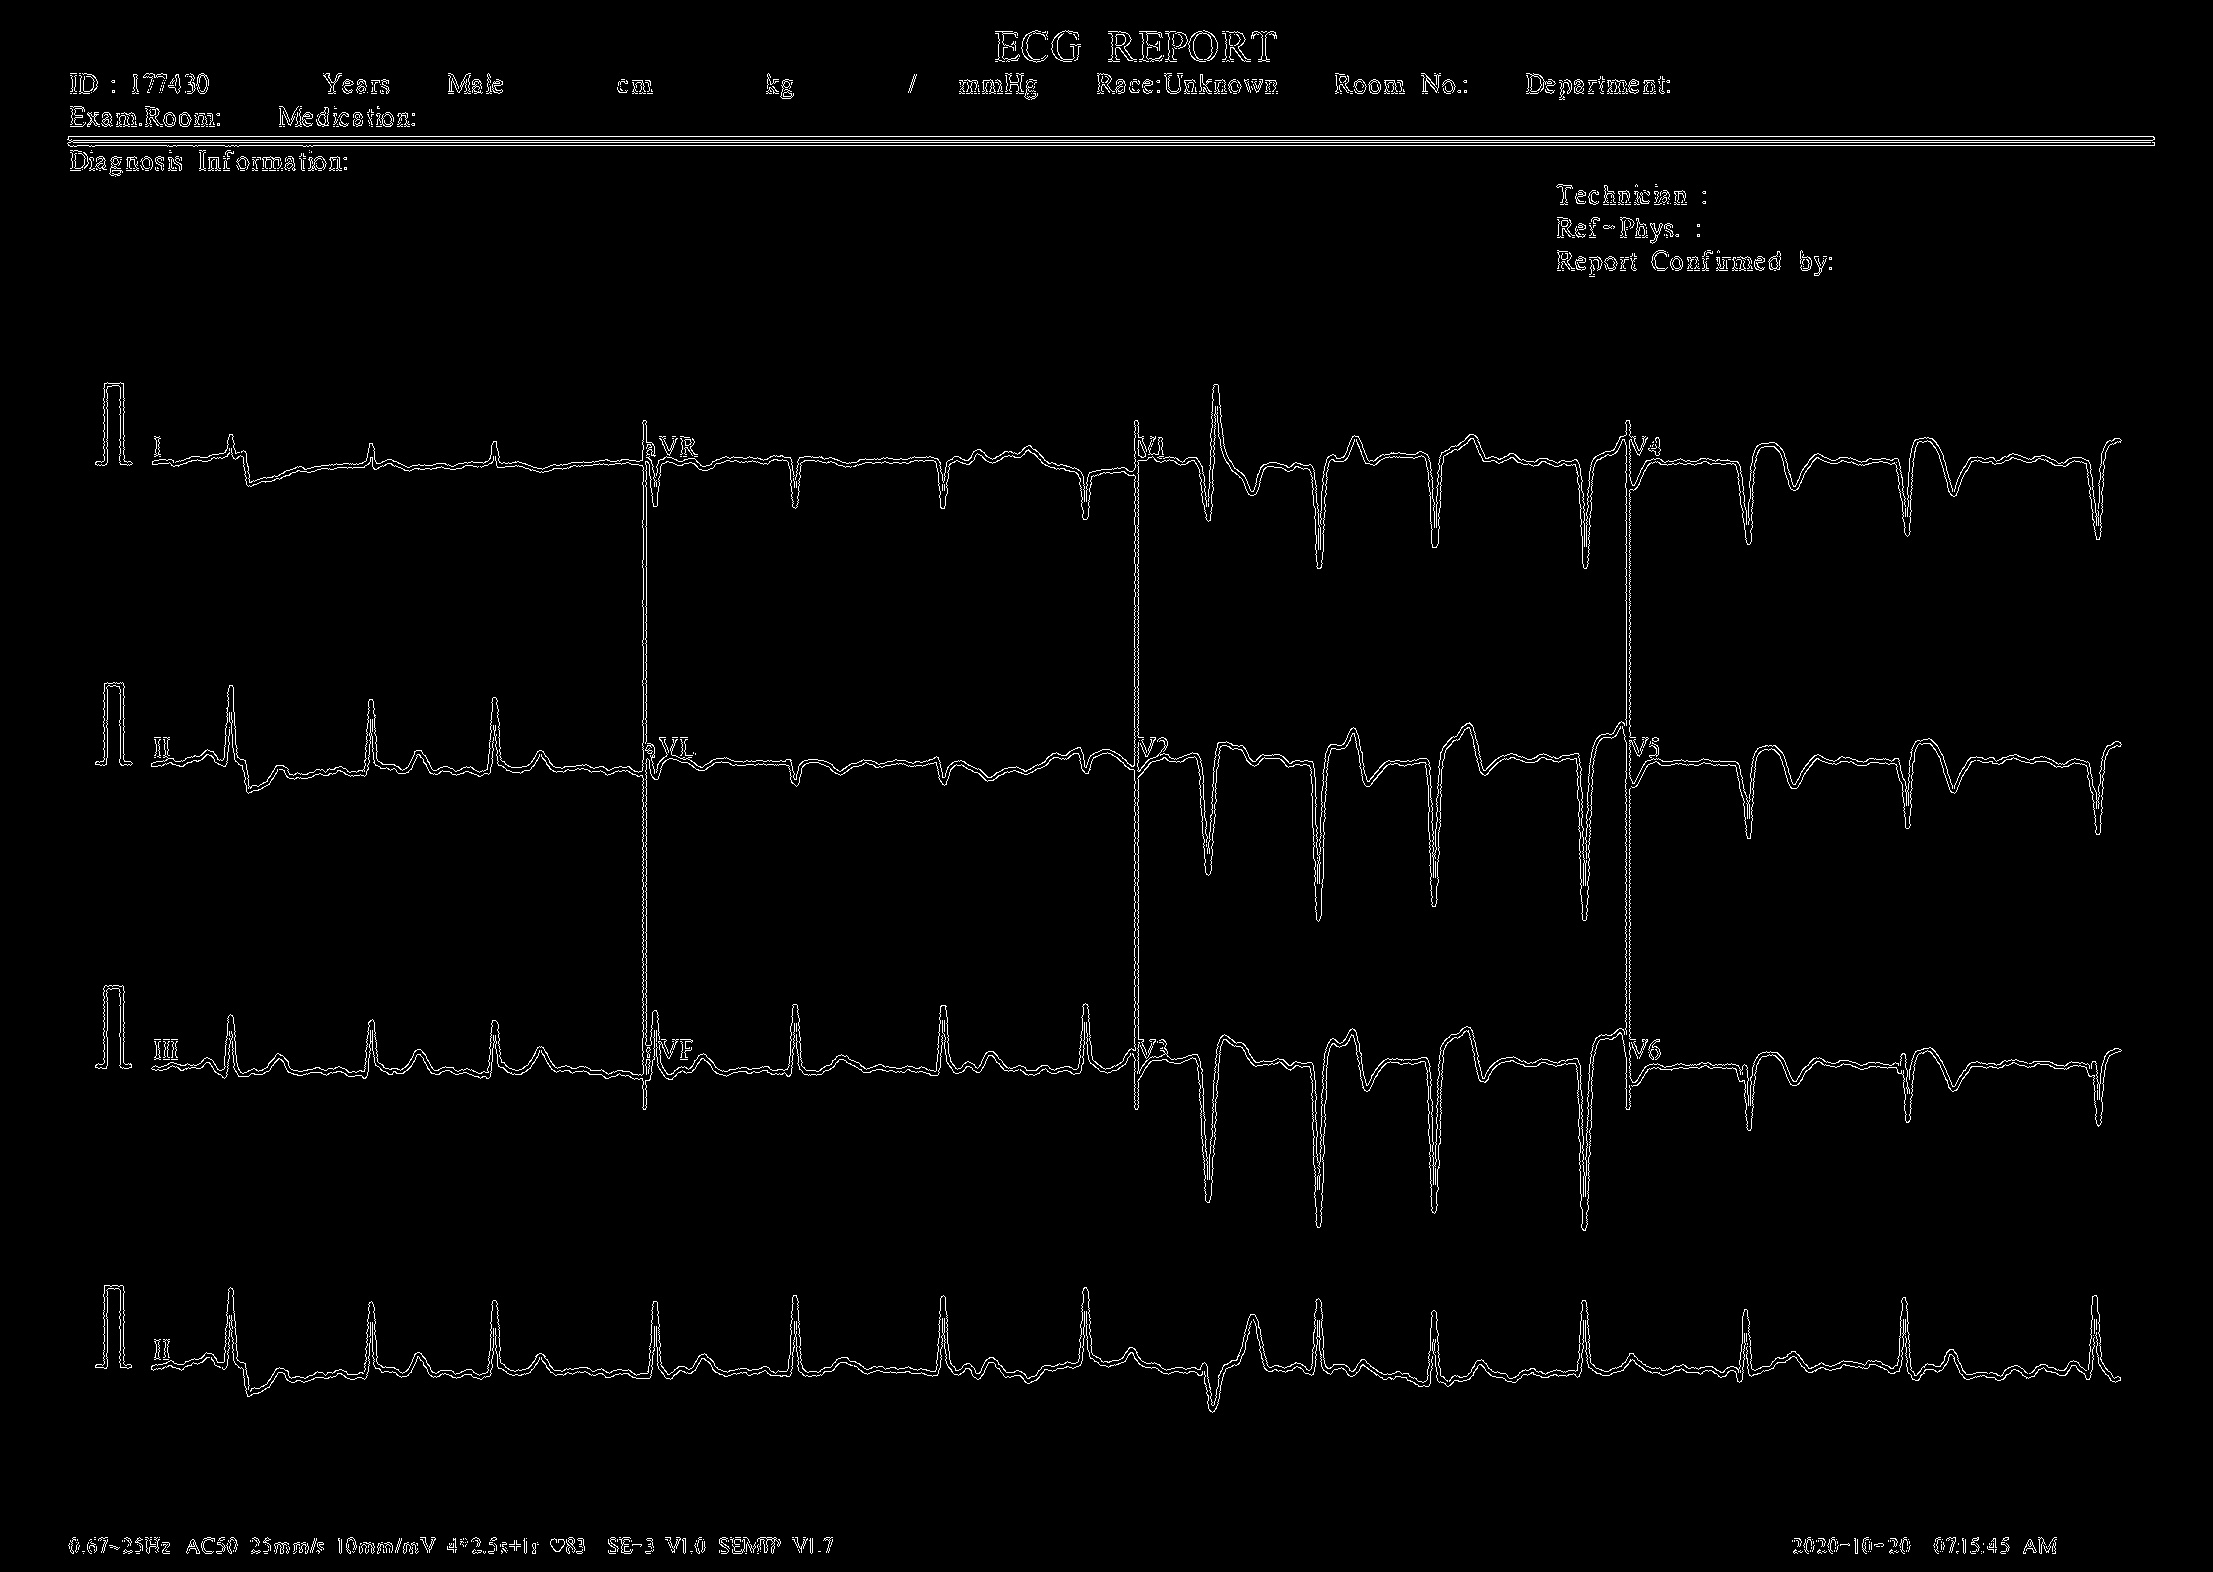 ECG REPORT
ID : 177430 Years Male cm kg / mmHg Race:Unknown Room No.: Department:
Exam.Room: Medication:
Diagnosis Information:
Technician :
Ref-Phys. :
Report Confirmed by:
I aVR V1 V4
II aVL V2 V5
III aVF V3 V6
II
0.67~25Hz AC50 25mm/s 10mm/mV 4*2.5s+1r ♡83 SE-3 V1.0 SEMIP V1.7
2020-10-20 07:15:45 AM